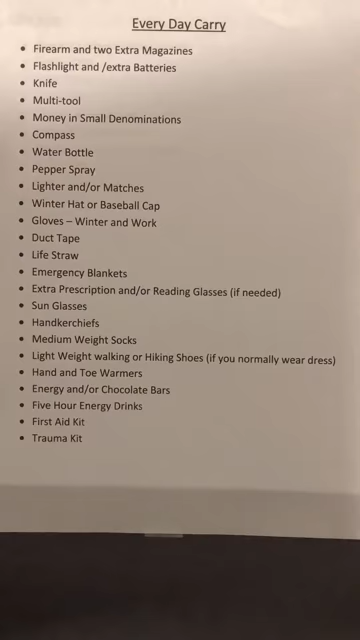 Every Day Carry
• Firearm and two Extra Magazines
• Flashlight and /extra Batteries
• Knife
• Multi-tool
• Money in Small Denominations
• Compass
• Water Bottle
• Pepper Spray
• Lighter and/or Matches
• Winter Hat or Baseball Cap
• Gloves – Winter and Work
• Duct Tape
• Life Straw
• Emergency Blankets
• Extra Prescription and/or Reading Glasses (if needed)
• Sun Glasses
• Handkerchiefs
• Medium Weight Socks
• Light Weight walking or Hiking Shoes (if you normally wear dress)
• Hand and Toe Warmers
• Energy and/or Chocolate Bars
• Five Hour Energy Drinks
• First Aid Kit
• Trauma Kit